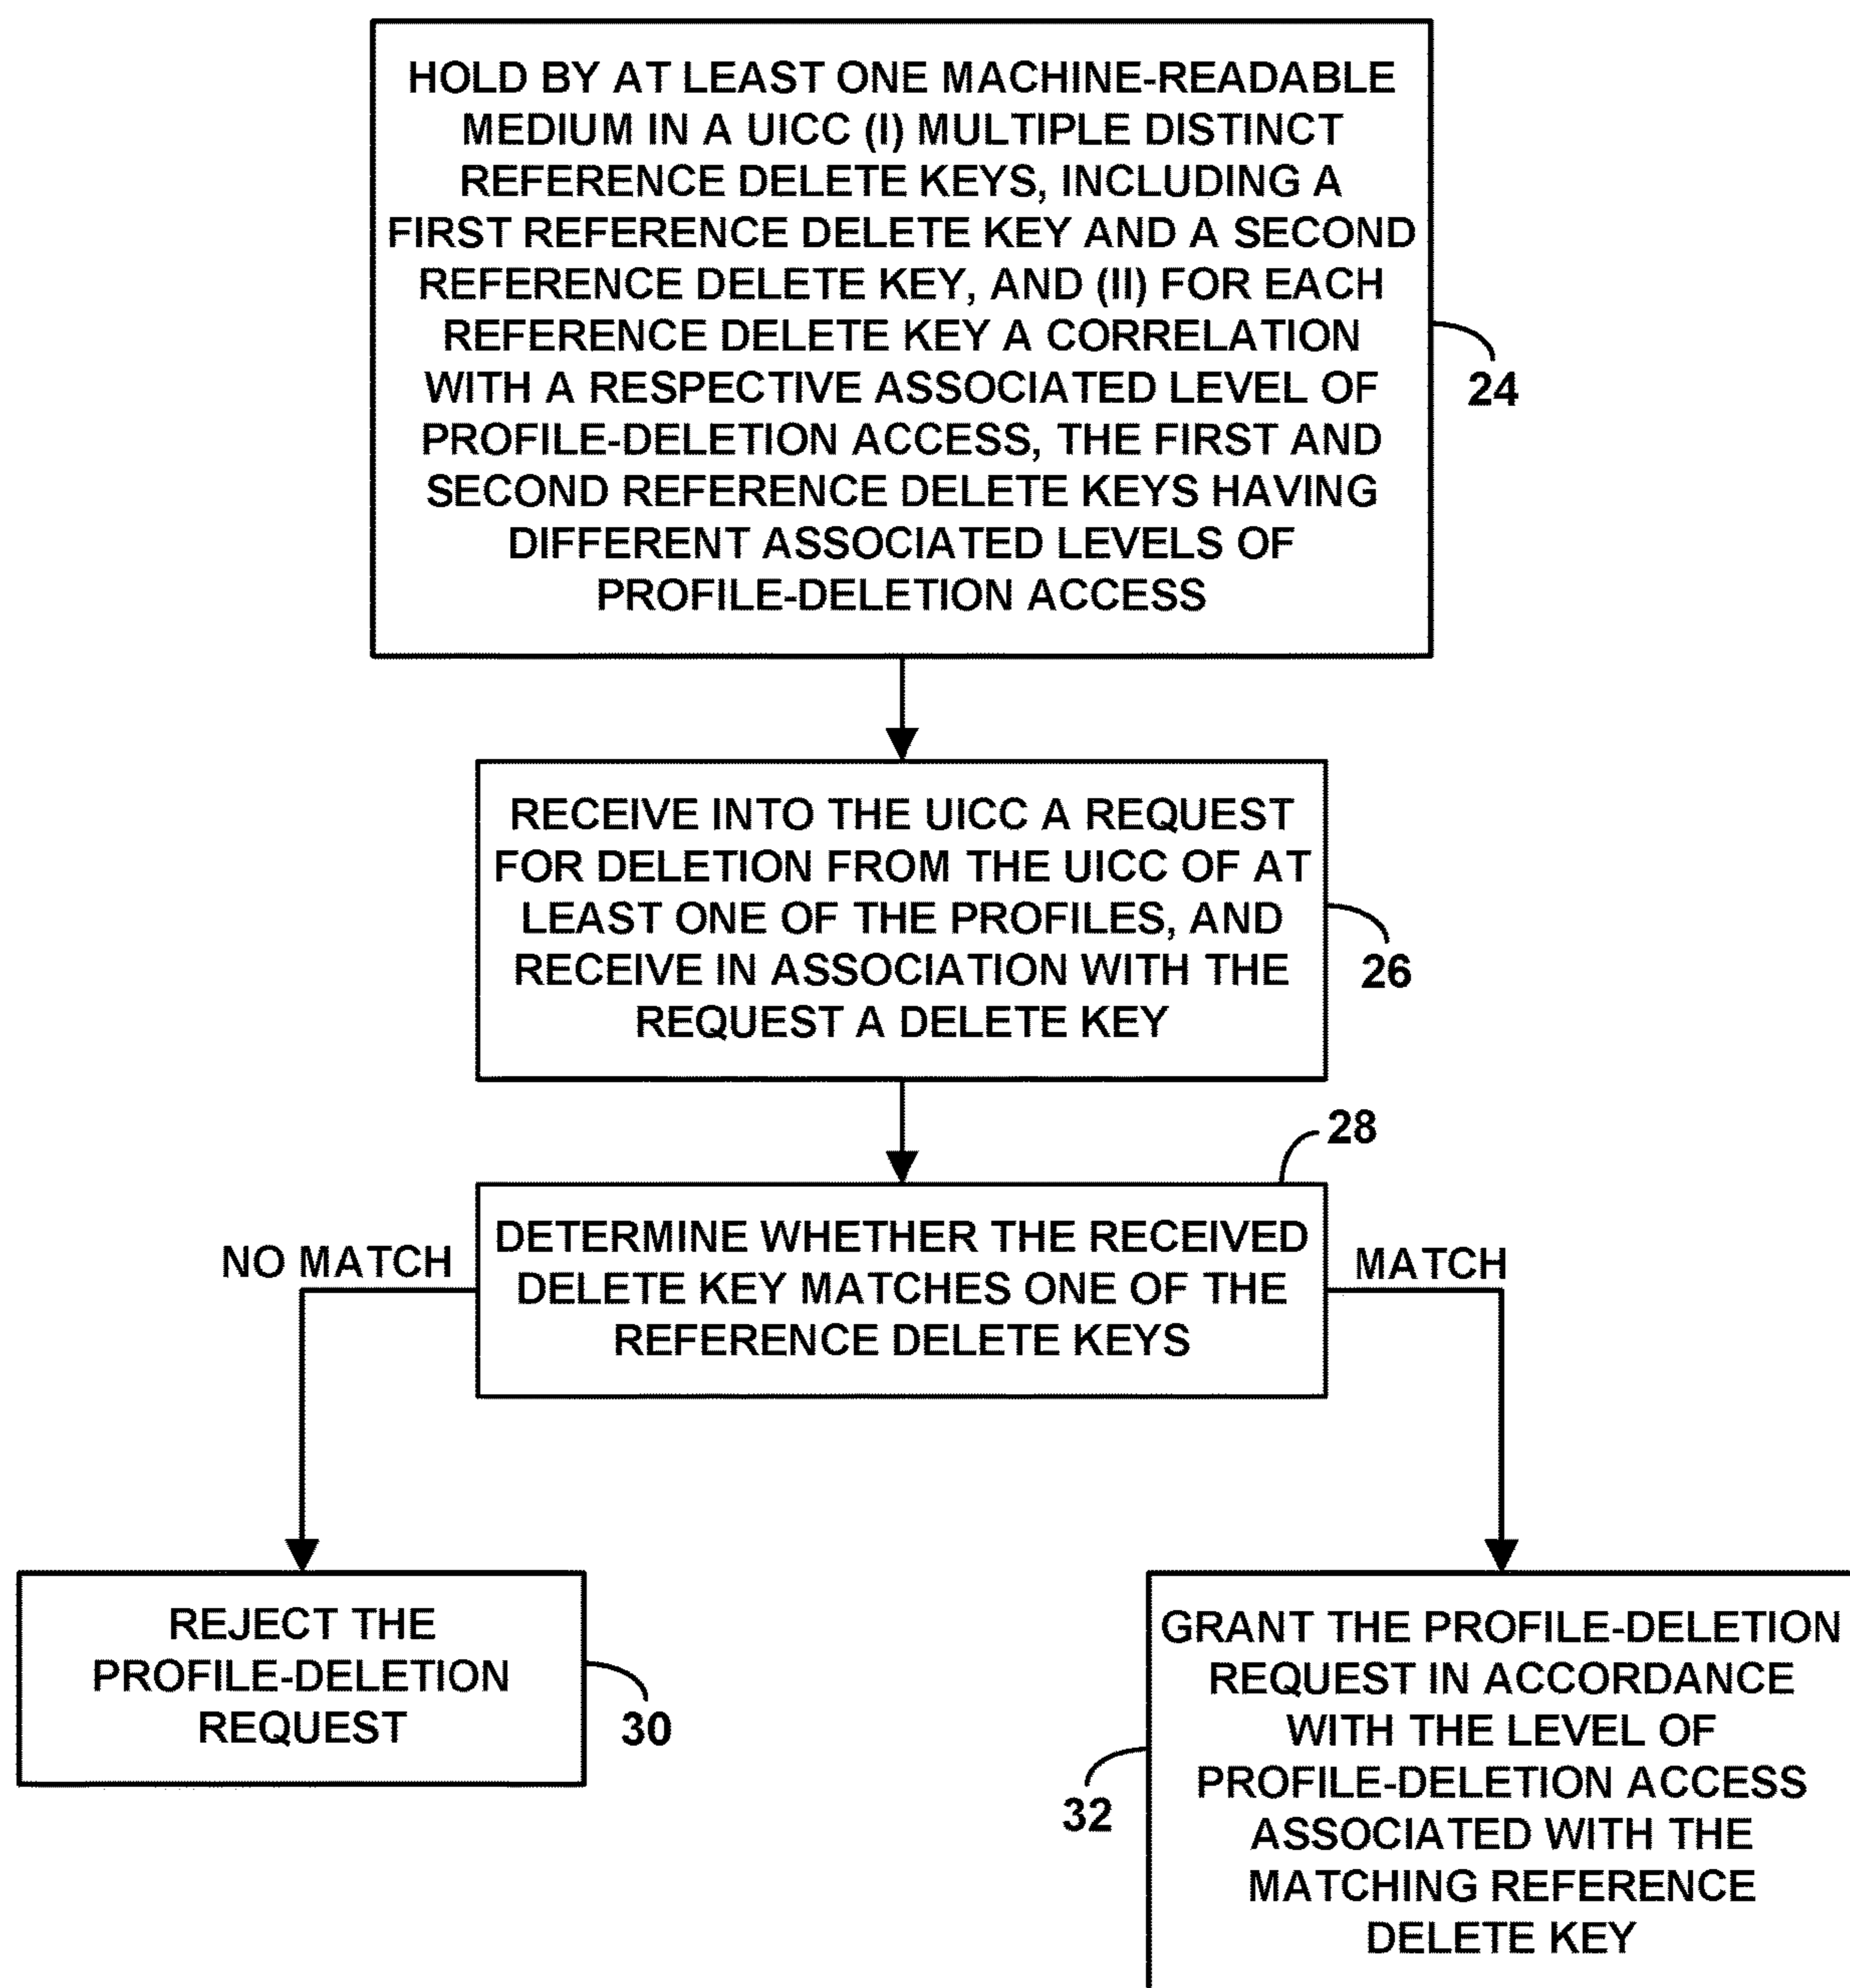 HOLD BY AT LEAST ONE MACHINE-READABLE
MEDIUM IN A UICC (I) MULTIPLE DISTINCT
REFERENCE DELETE KEYS, INCLUDING A
FIRST REFERENCE DELETE KEY AND A SECOND
REFERENCE DELETE KEY, AND (II) FOR EACH
REFERENCE DELETE KEY A CORRELATION
WITH A RESPECTIVE ASSOCIATED LEVEL OF
PROFILE-DELETION ACCESS, THE FIRST AND
SECOND REFERENCE DELETE KEYS HAVING
DIFFERENT ASSOCIATED LEVELS OF
PROFILE-DELETION ACCESS
24
RECEIVE INTO THE UICC A REQUEST
FOR DELETION FROM THE UICC OF AT
LEAST ONE OF THE PROFILES, AND
RECEIVE IN ASSOCIATION WITH THE
REQUEST A DELETE KEY
26
28
DETERMINE WHETHER THE RECEIVED
DELETE KEY MATCHES ONE OF THE
REFERENCE DELETE KEYS
NO MATCH
MATCH
REJECT THE
PROFILE-DELETION
REQUEST
30
GRANT THE PROFILE-DELETION
REQUEST IN ACCORDANCE
WITH THE LEVEL OF
PROFILE-DELETION ACCESS
ASSOCIATED WITH THE
MATCHING REFERENCE
DELETE KEY
32